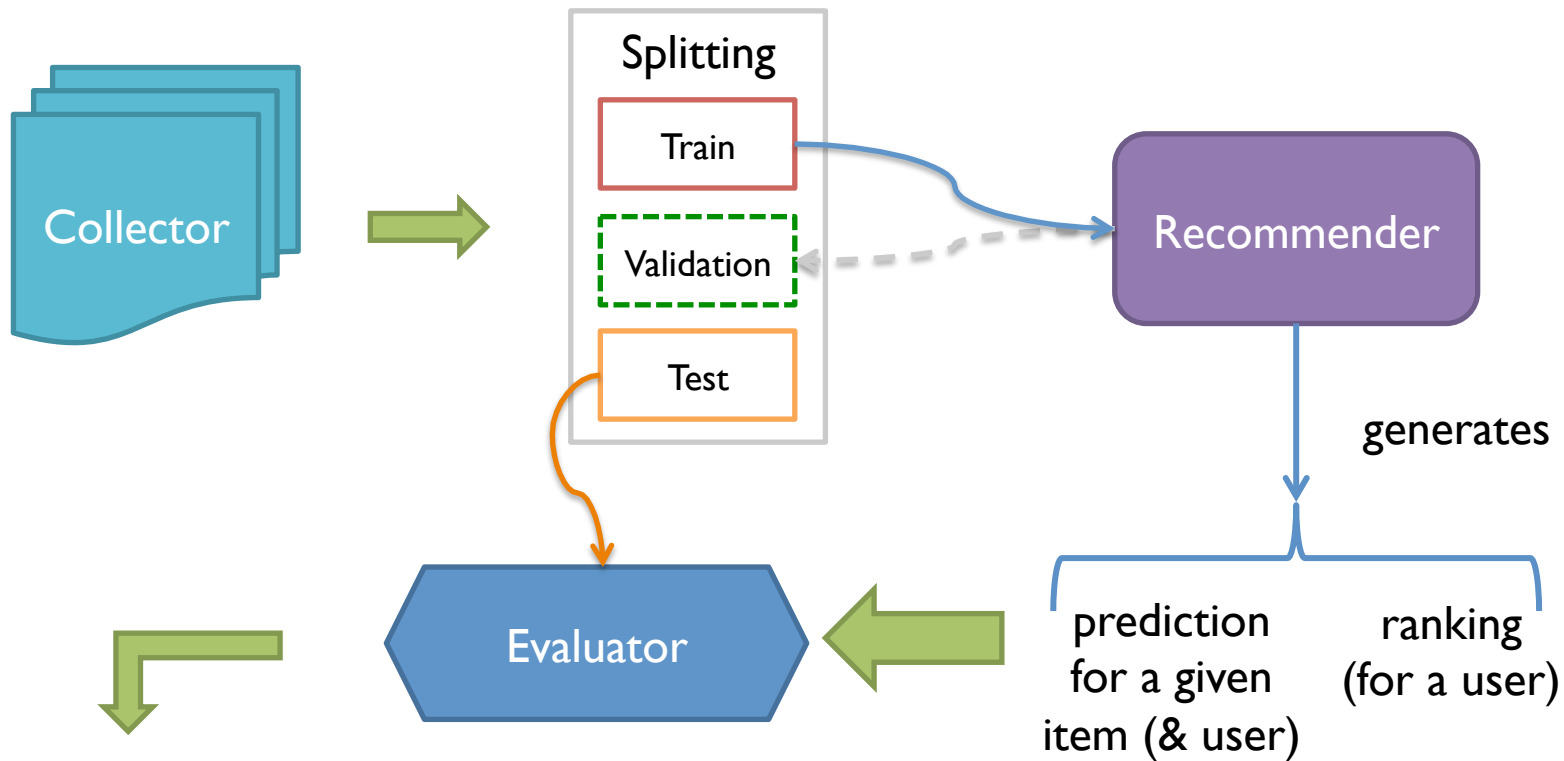 Collector
Splitting
Train
Validation
Test
Recommender
generates
prediction
for a given
item (& user)
ranking
(for a user)
Evaluator